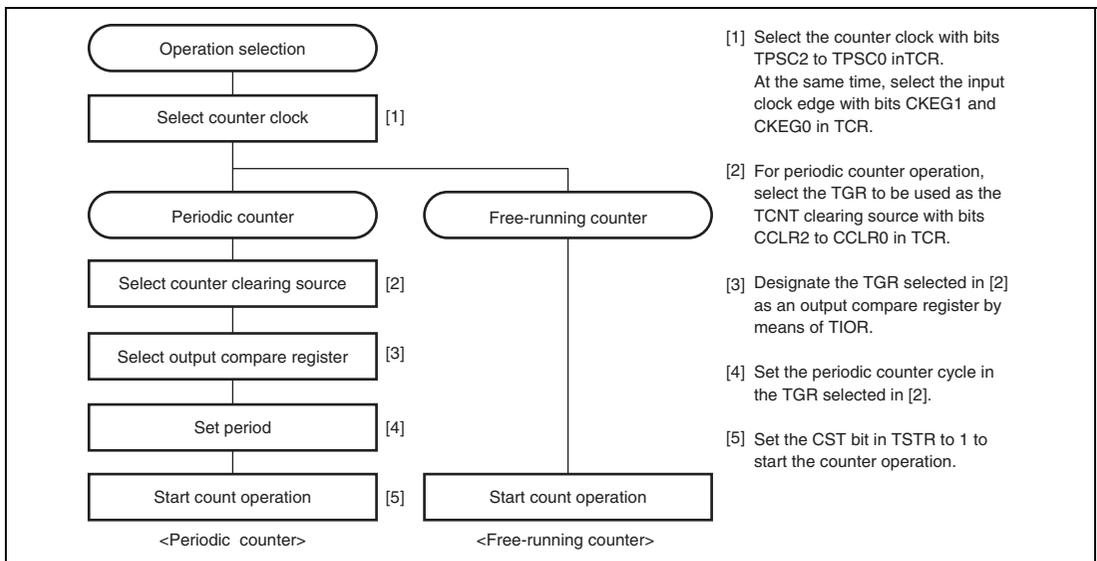 Operation selection
Select counter clock
[1]
Periodic counter
Free-running counter
Select counter clearing source
[2]
Select output compare register
[3]
Set period
[4]
Start count operation
[5]
Start count operation
<Periodic counter>
<Free-running counter>
[1] Select the counter clock with bits
TPSC2 to TPSC0 inTCR.
At the same time, select the input
clock edge with bits CKEG1 and
CKEG0 in TCR.
[2] For periodic counter operation,
select the TGR to be used as the
TCNT clearing source with bits
CCLR2 to CCLR0 in TCR.
[3] Designate the TGR selected in [2]
as an output compare register by
means of TIOR.
[4] Set the periodic counter cycle in
the TGR selected in [2].
[5] Set the CST bit in TSTR to 1 to
start the counter operation.